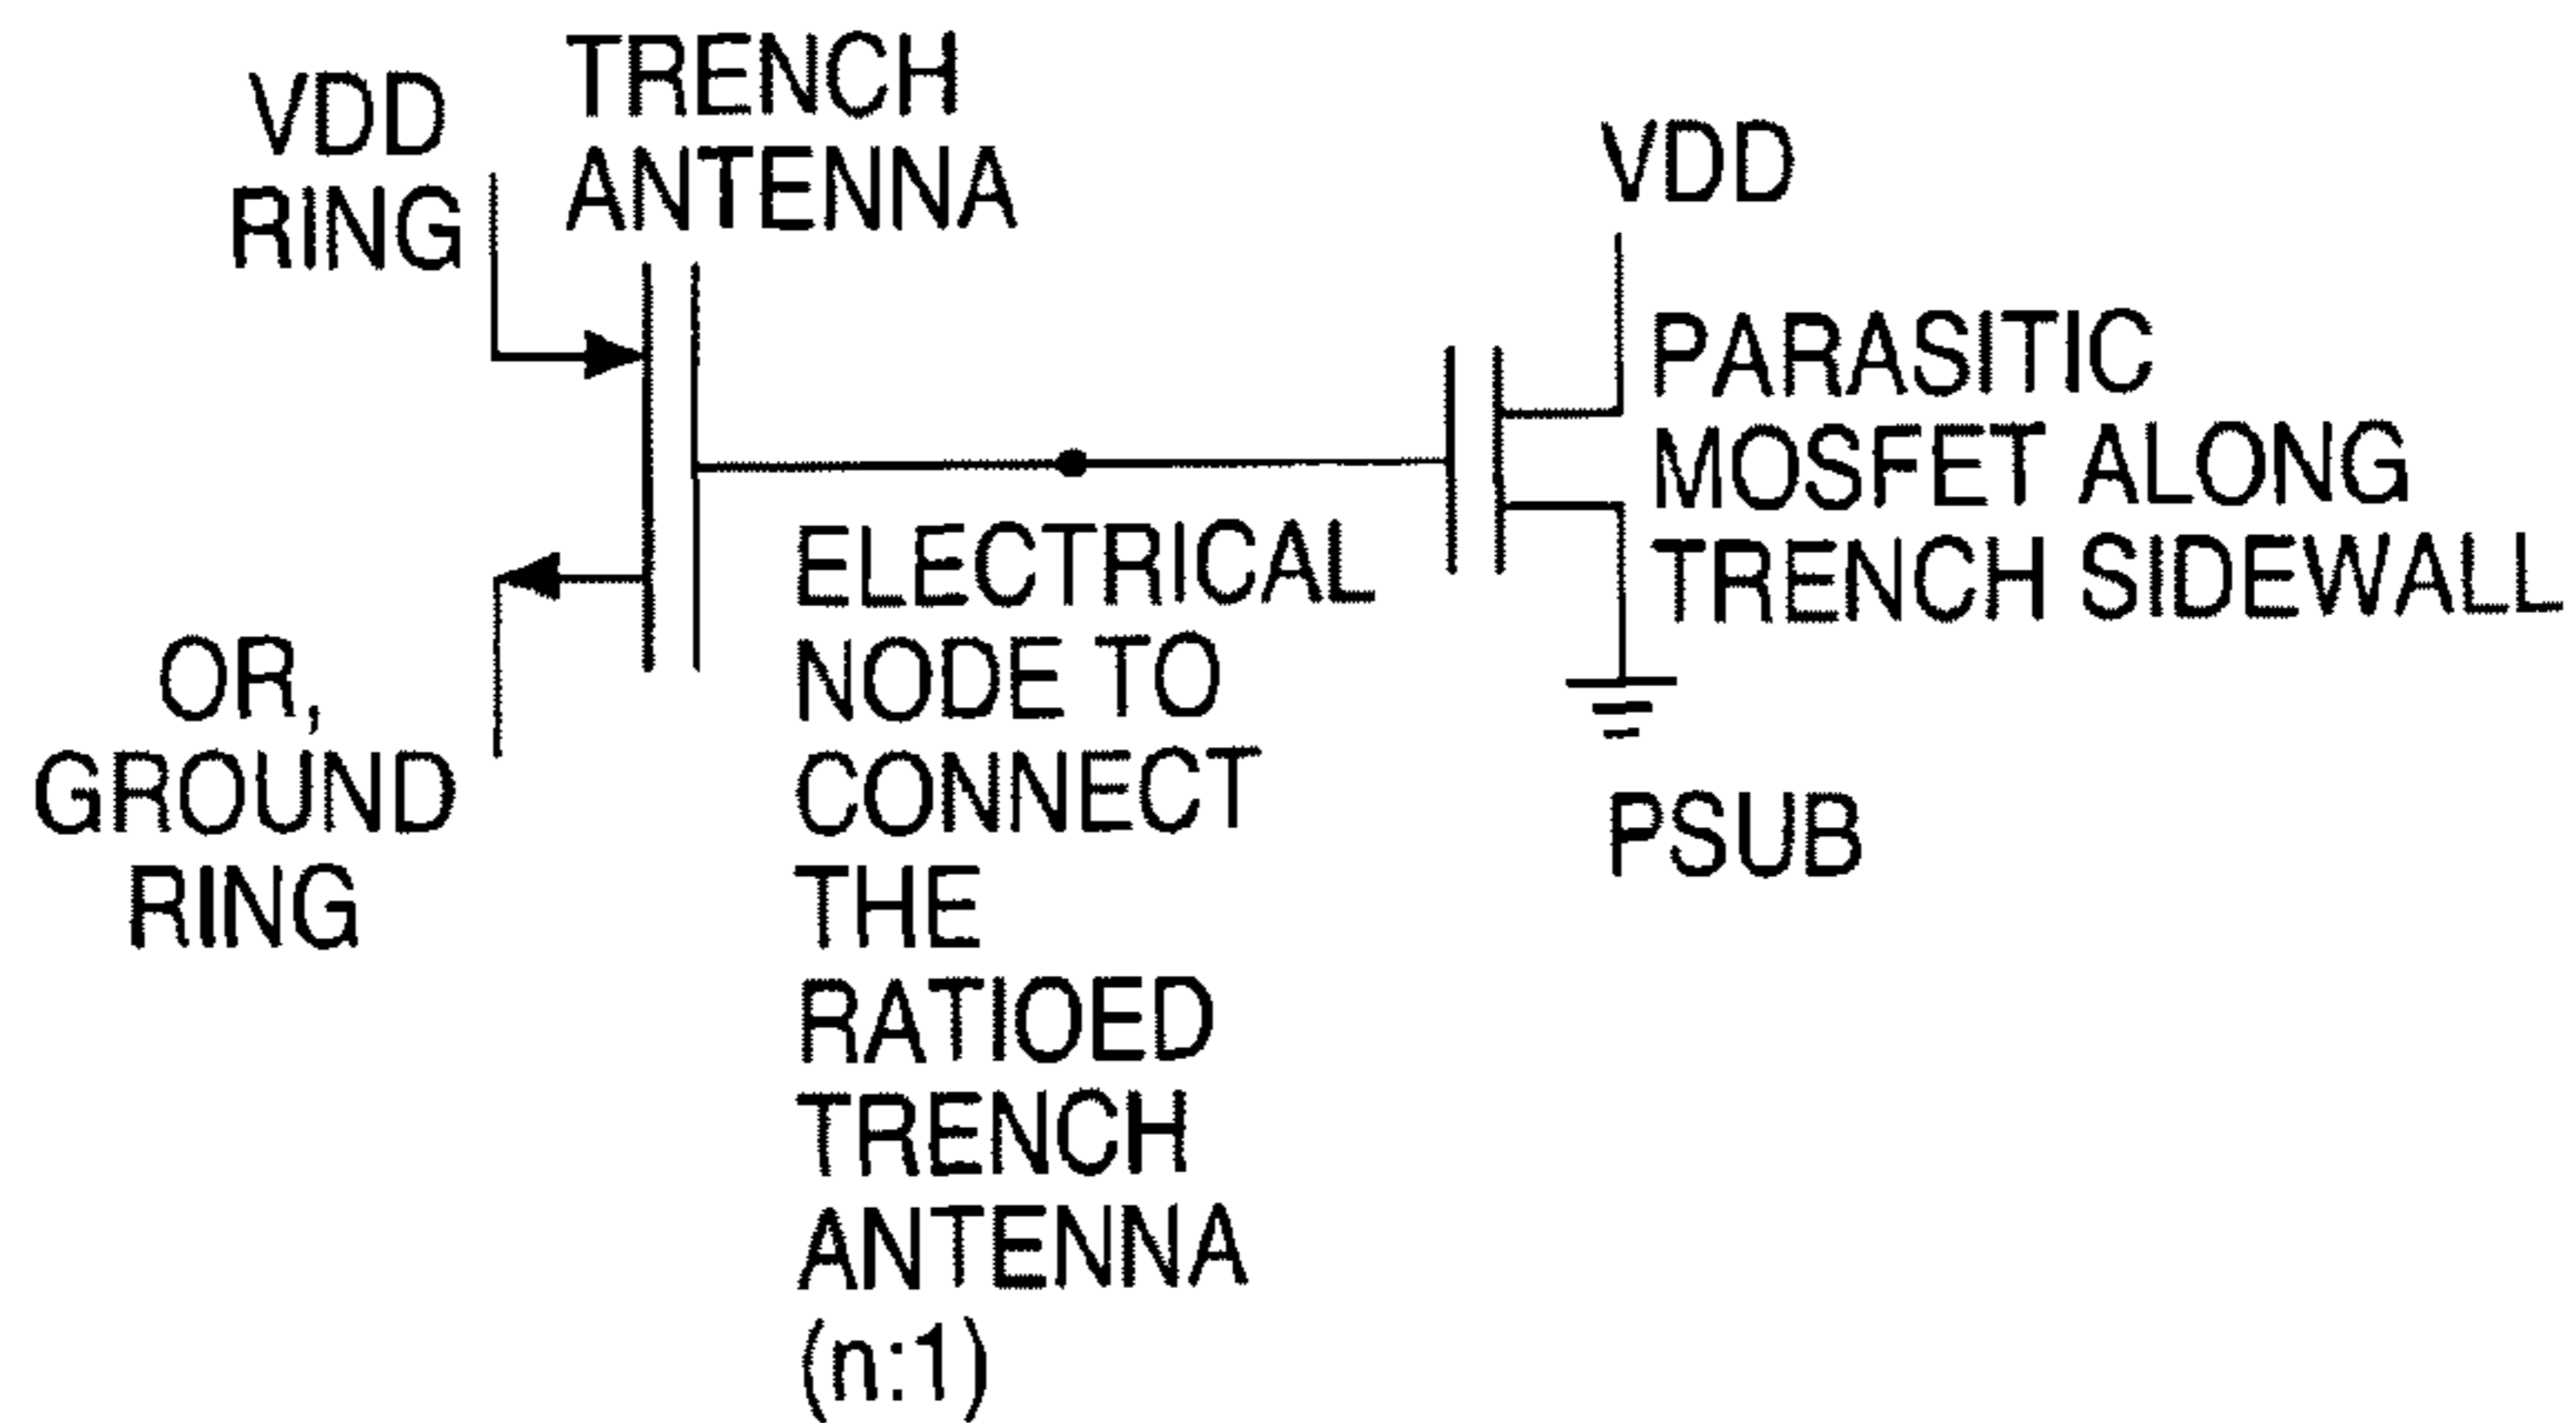 VDD
RING
TRENCH
ANTENNA
VDD
PARASITIC
MOSFET ALONG
TRENCH SIDEWALL
OR,
GROUND
RING
ELECTRICAL
NODE TO
CONNECT
THE
RATIOED
TRENCH
ANTENNA
(n:1)
PSUB